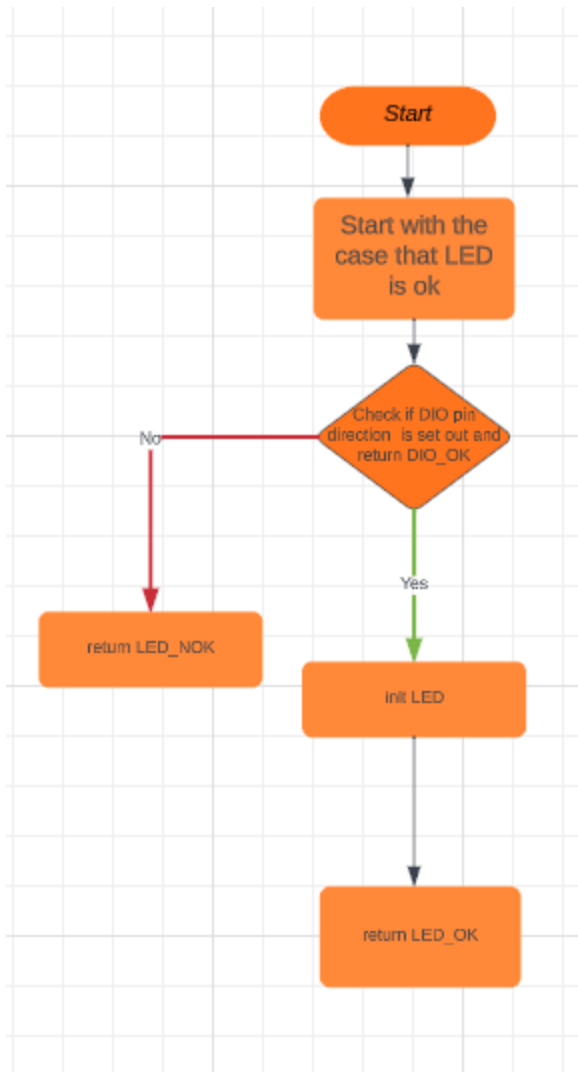 Start
Start with the
case that LED
is ok
Check if DIO pin
direction is set out and
return DIO_OK
No
Yes
return LED_NOK
init LED
return LED_OK